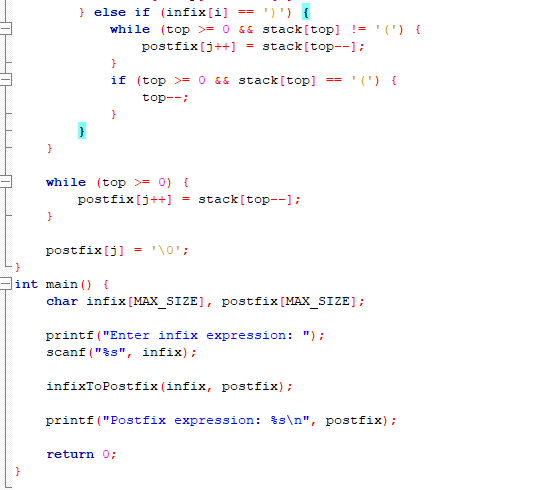 } else if (infix[i] == ')') {
while (top >= 0 && stack[top] != '(') {
postfix[j++] = stack[top--];
}
if (top >= 0 && stack[top] == '(') {
top--;
}
}
}
while (top >= 0) {
postfix[j++] = stack[top--];
}
postfix[j] = '\0';
}
int main() {
char infix[MAX_SIZE], postfix[MAX_SIZE];
printf("Enter infix expression: ");
scanf("%s", infix);
infixToPostfix(infix, postfix);
printf("Postfix expression: %s\n", postfix);
return 0;
}